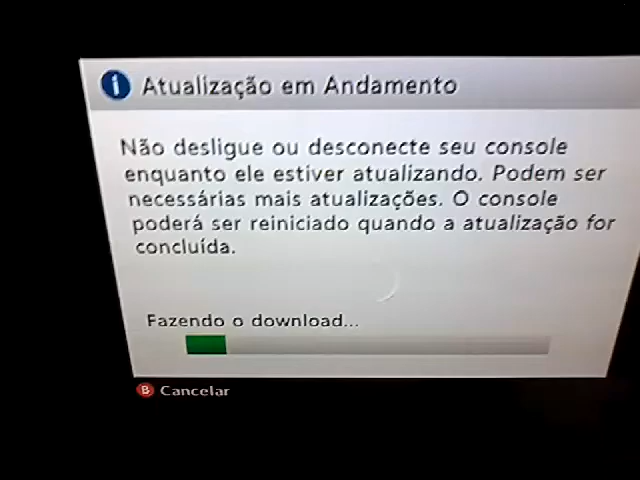 Atualização em Andamento
Não desligue ou desconecte seu console
enquanto ele estiver atualizando. Podem ser
necessárias mais atualizações. O console
poderá ser reiniciado quando a atualização for
concluída.
Fazendo o download...
B Cancelar